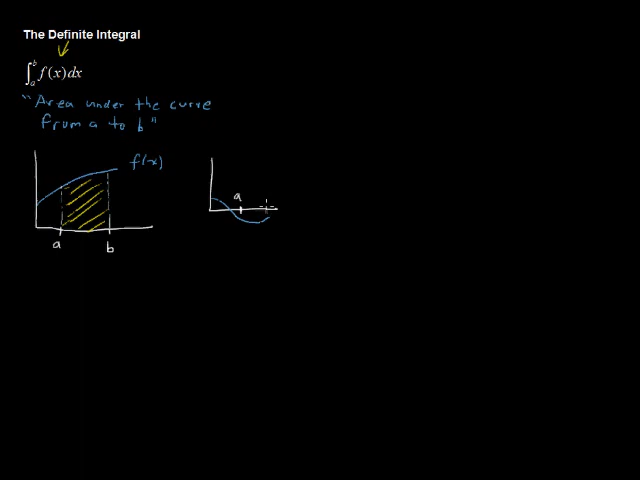 The Definite Integral
∫ₐᵇ f(x)dx
"Area under the curve
from a to b"
f(x)
a
a
b